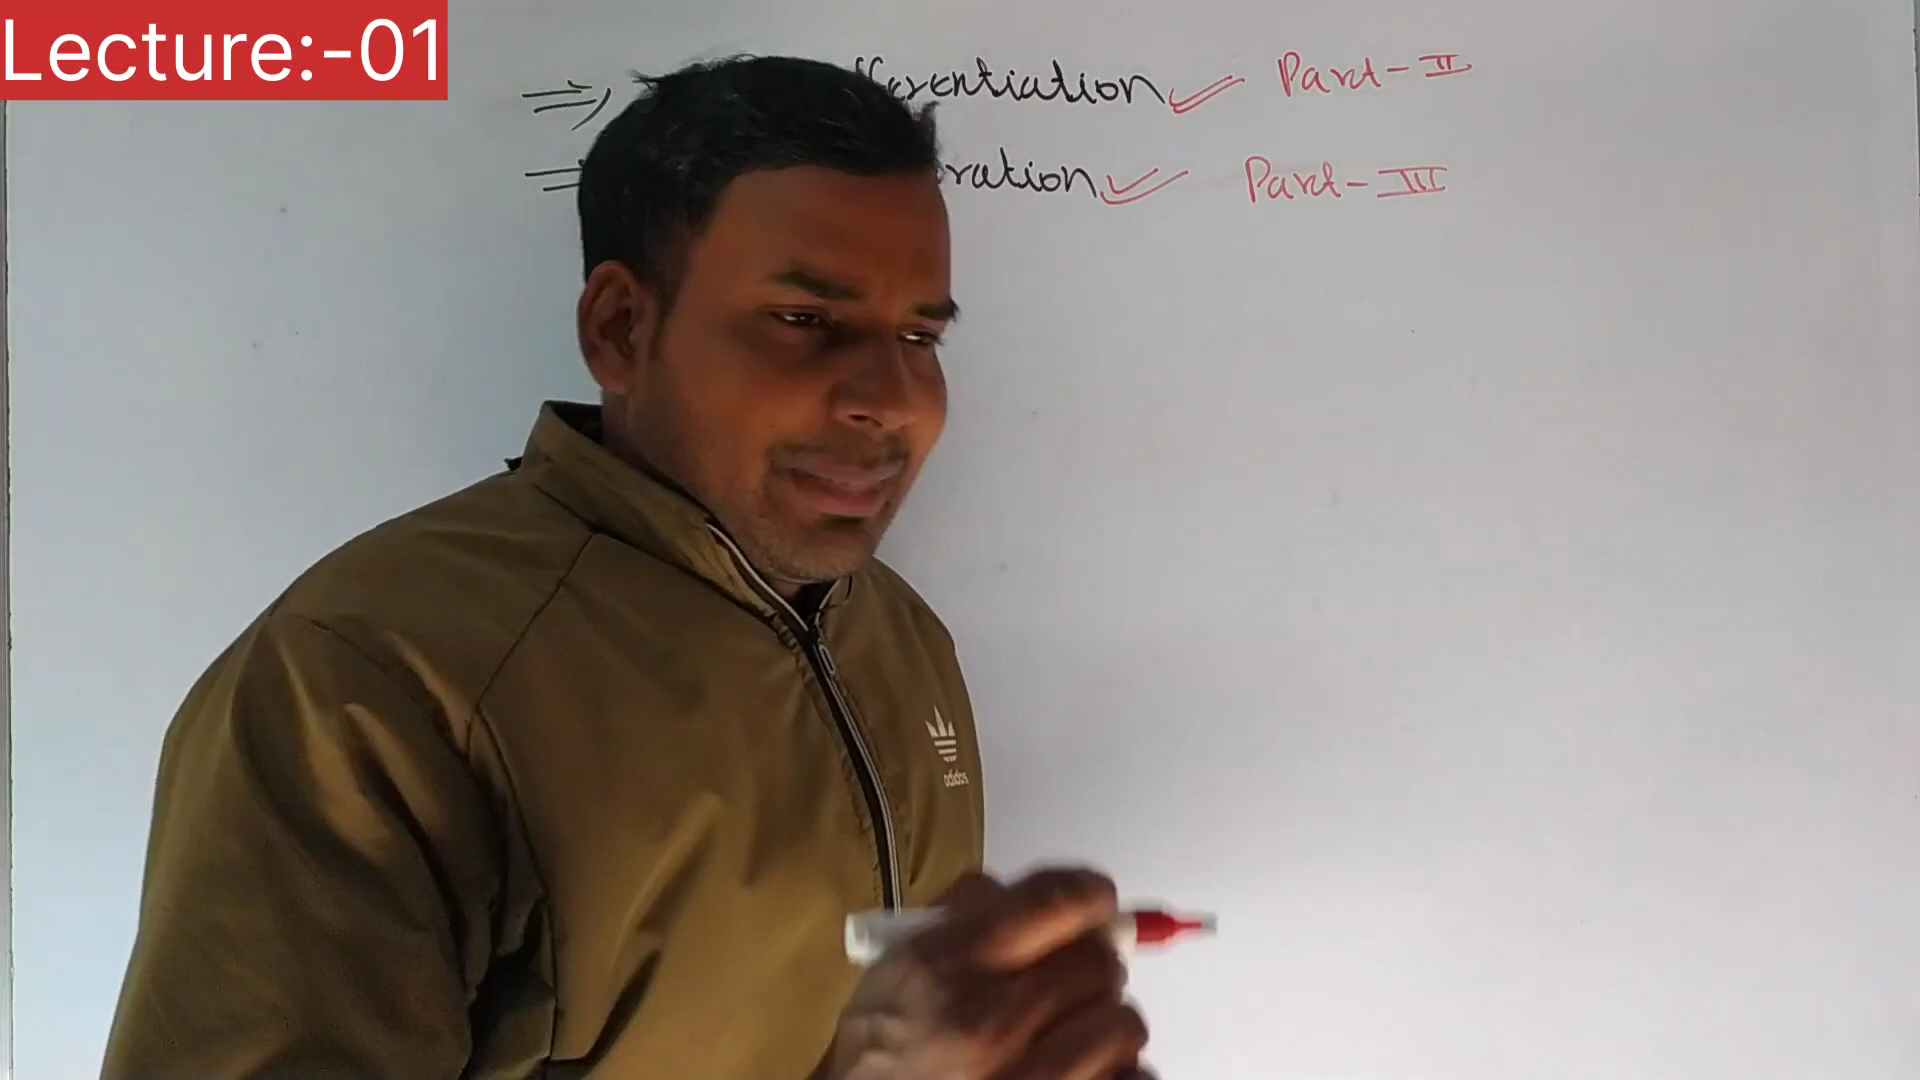 Lecture:-01
⇒, fferentiation ✓ Part-II
⇒ ration ✓ Part-III
adidas